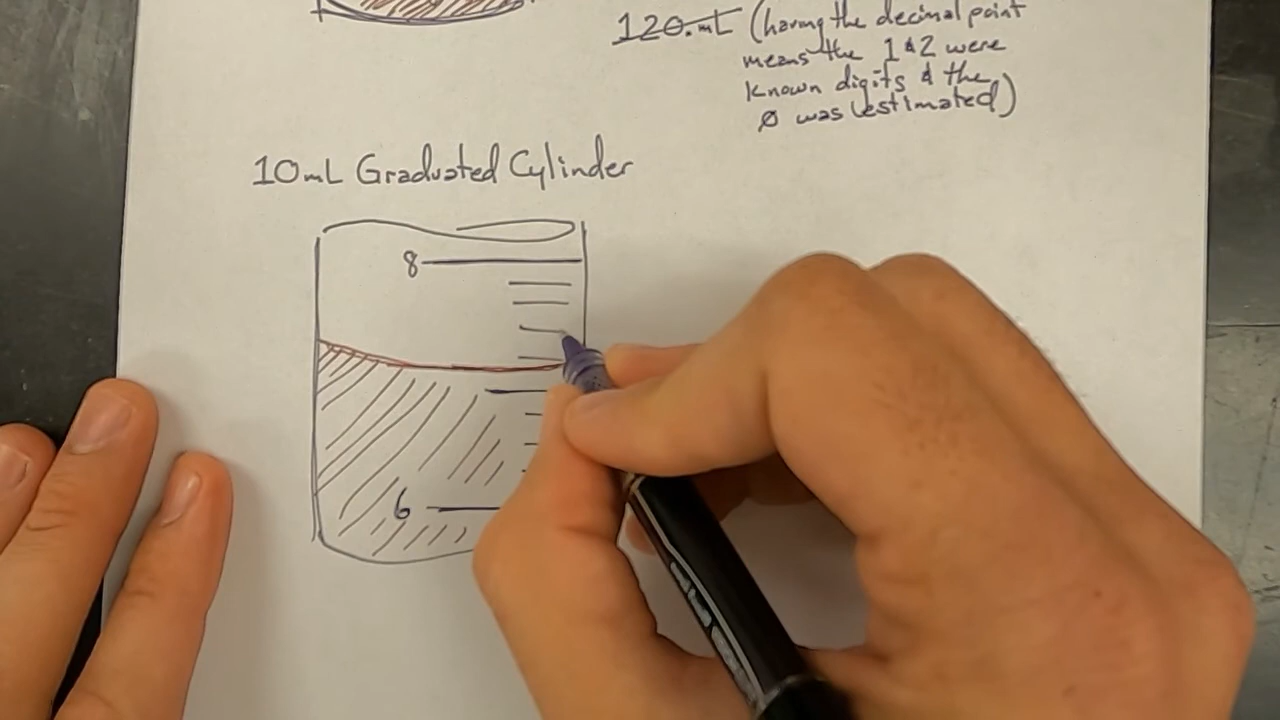 120.mL (having the decimal point
means the 1 & 2 were
known digits & the
0 was (estimated)
10mL Graduated Cylinder
8
6